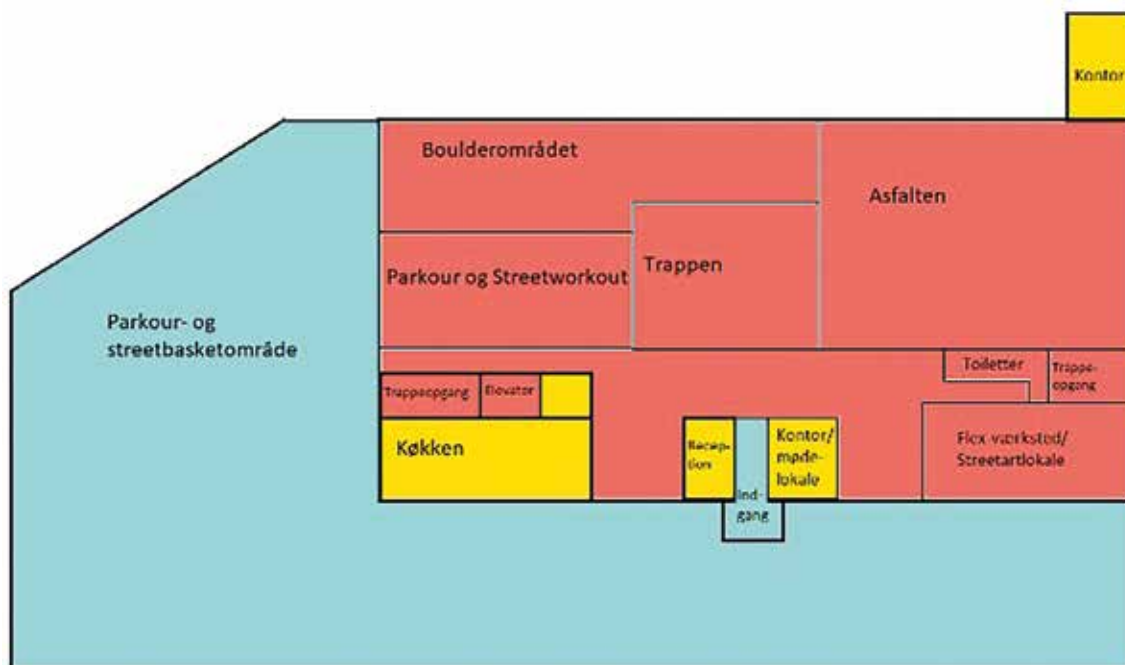 Kontor
Boulderområdet
Asfalten
Trappen
Parkour og Streetworkout
Parkour- og
streetbasketområde
Toiletter
Trappe-
opgang
Trappeopgang
Elevator
Køkken
Recep-
tion
Kontor/
møde-
lokale
Flex-værksted/
Streetartlokale
Ind-
gang